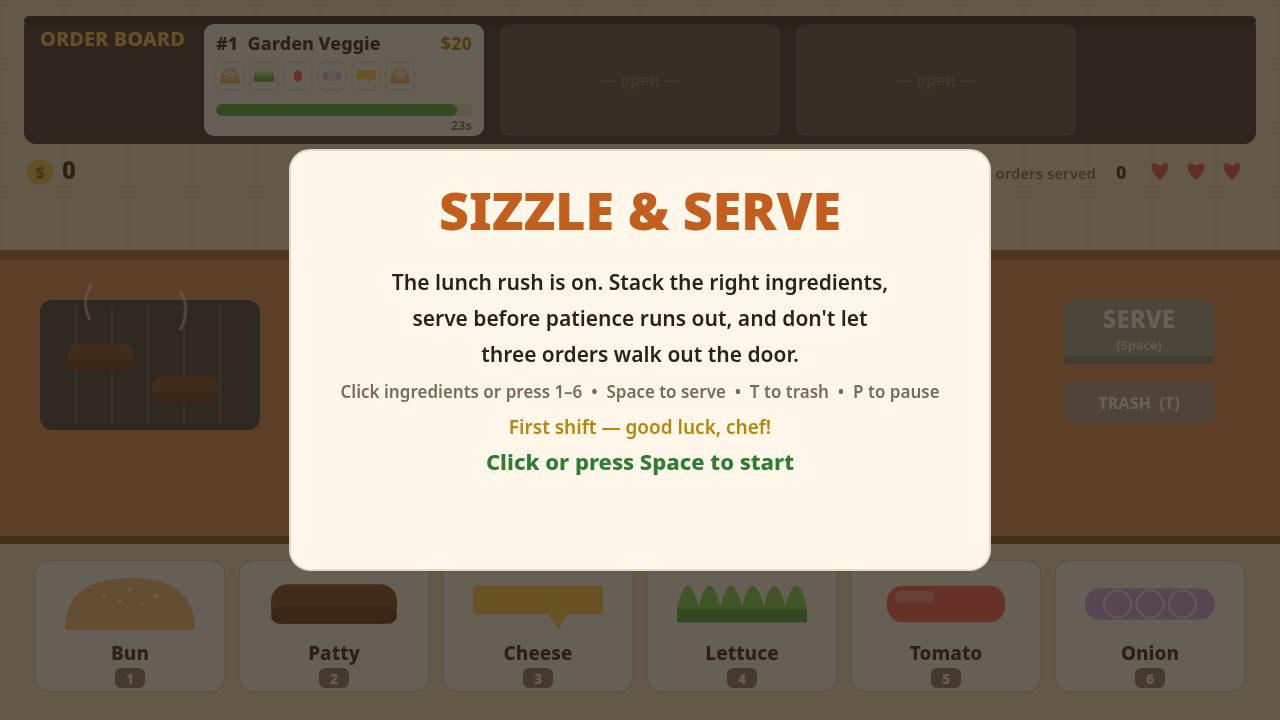 ORDER BOARD
#1 Garden Veggie $20
23s
— open —
— open —
$ 0
orders served 0
SIZZLE & SERVE
The lunch rush is on. Stack the right ingredients,
serve before patience runs out, and don't let
three orders walk out the door.
Click ingredients or press 1–6 • Space to serve • T to trash • P to pause
First shift — good luck, chef!
Click or press Space to start
SERVE
(Space)
TRASH (T)
Bun
1
Patty
2
Cheese
3
Lettuce
4
Tomato
5
Onion
6